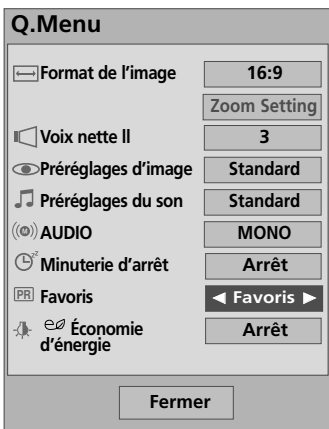 Q.Menu
Format de l'image 16:9
Zoom Setting
Voix nette ll 3
Préréglages d'image Standard
Préréglages du son Standard
AUDIO MONO
Minuterie d'arrêt Arrêt
PR Favoris ◄ Favoris ►
Économie Arrêt
d'énergie
Fermer